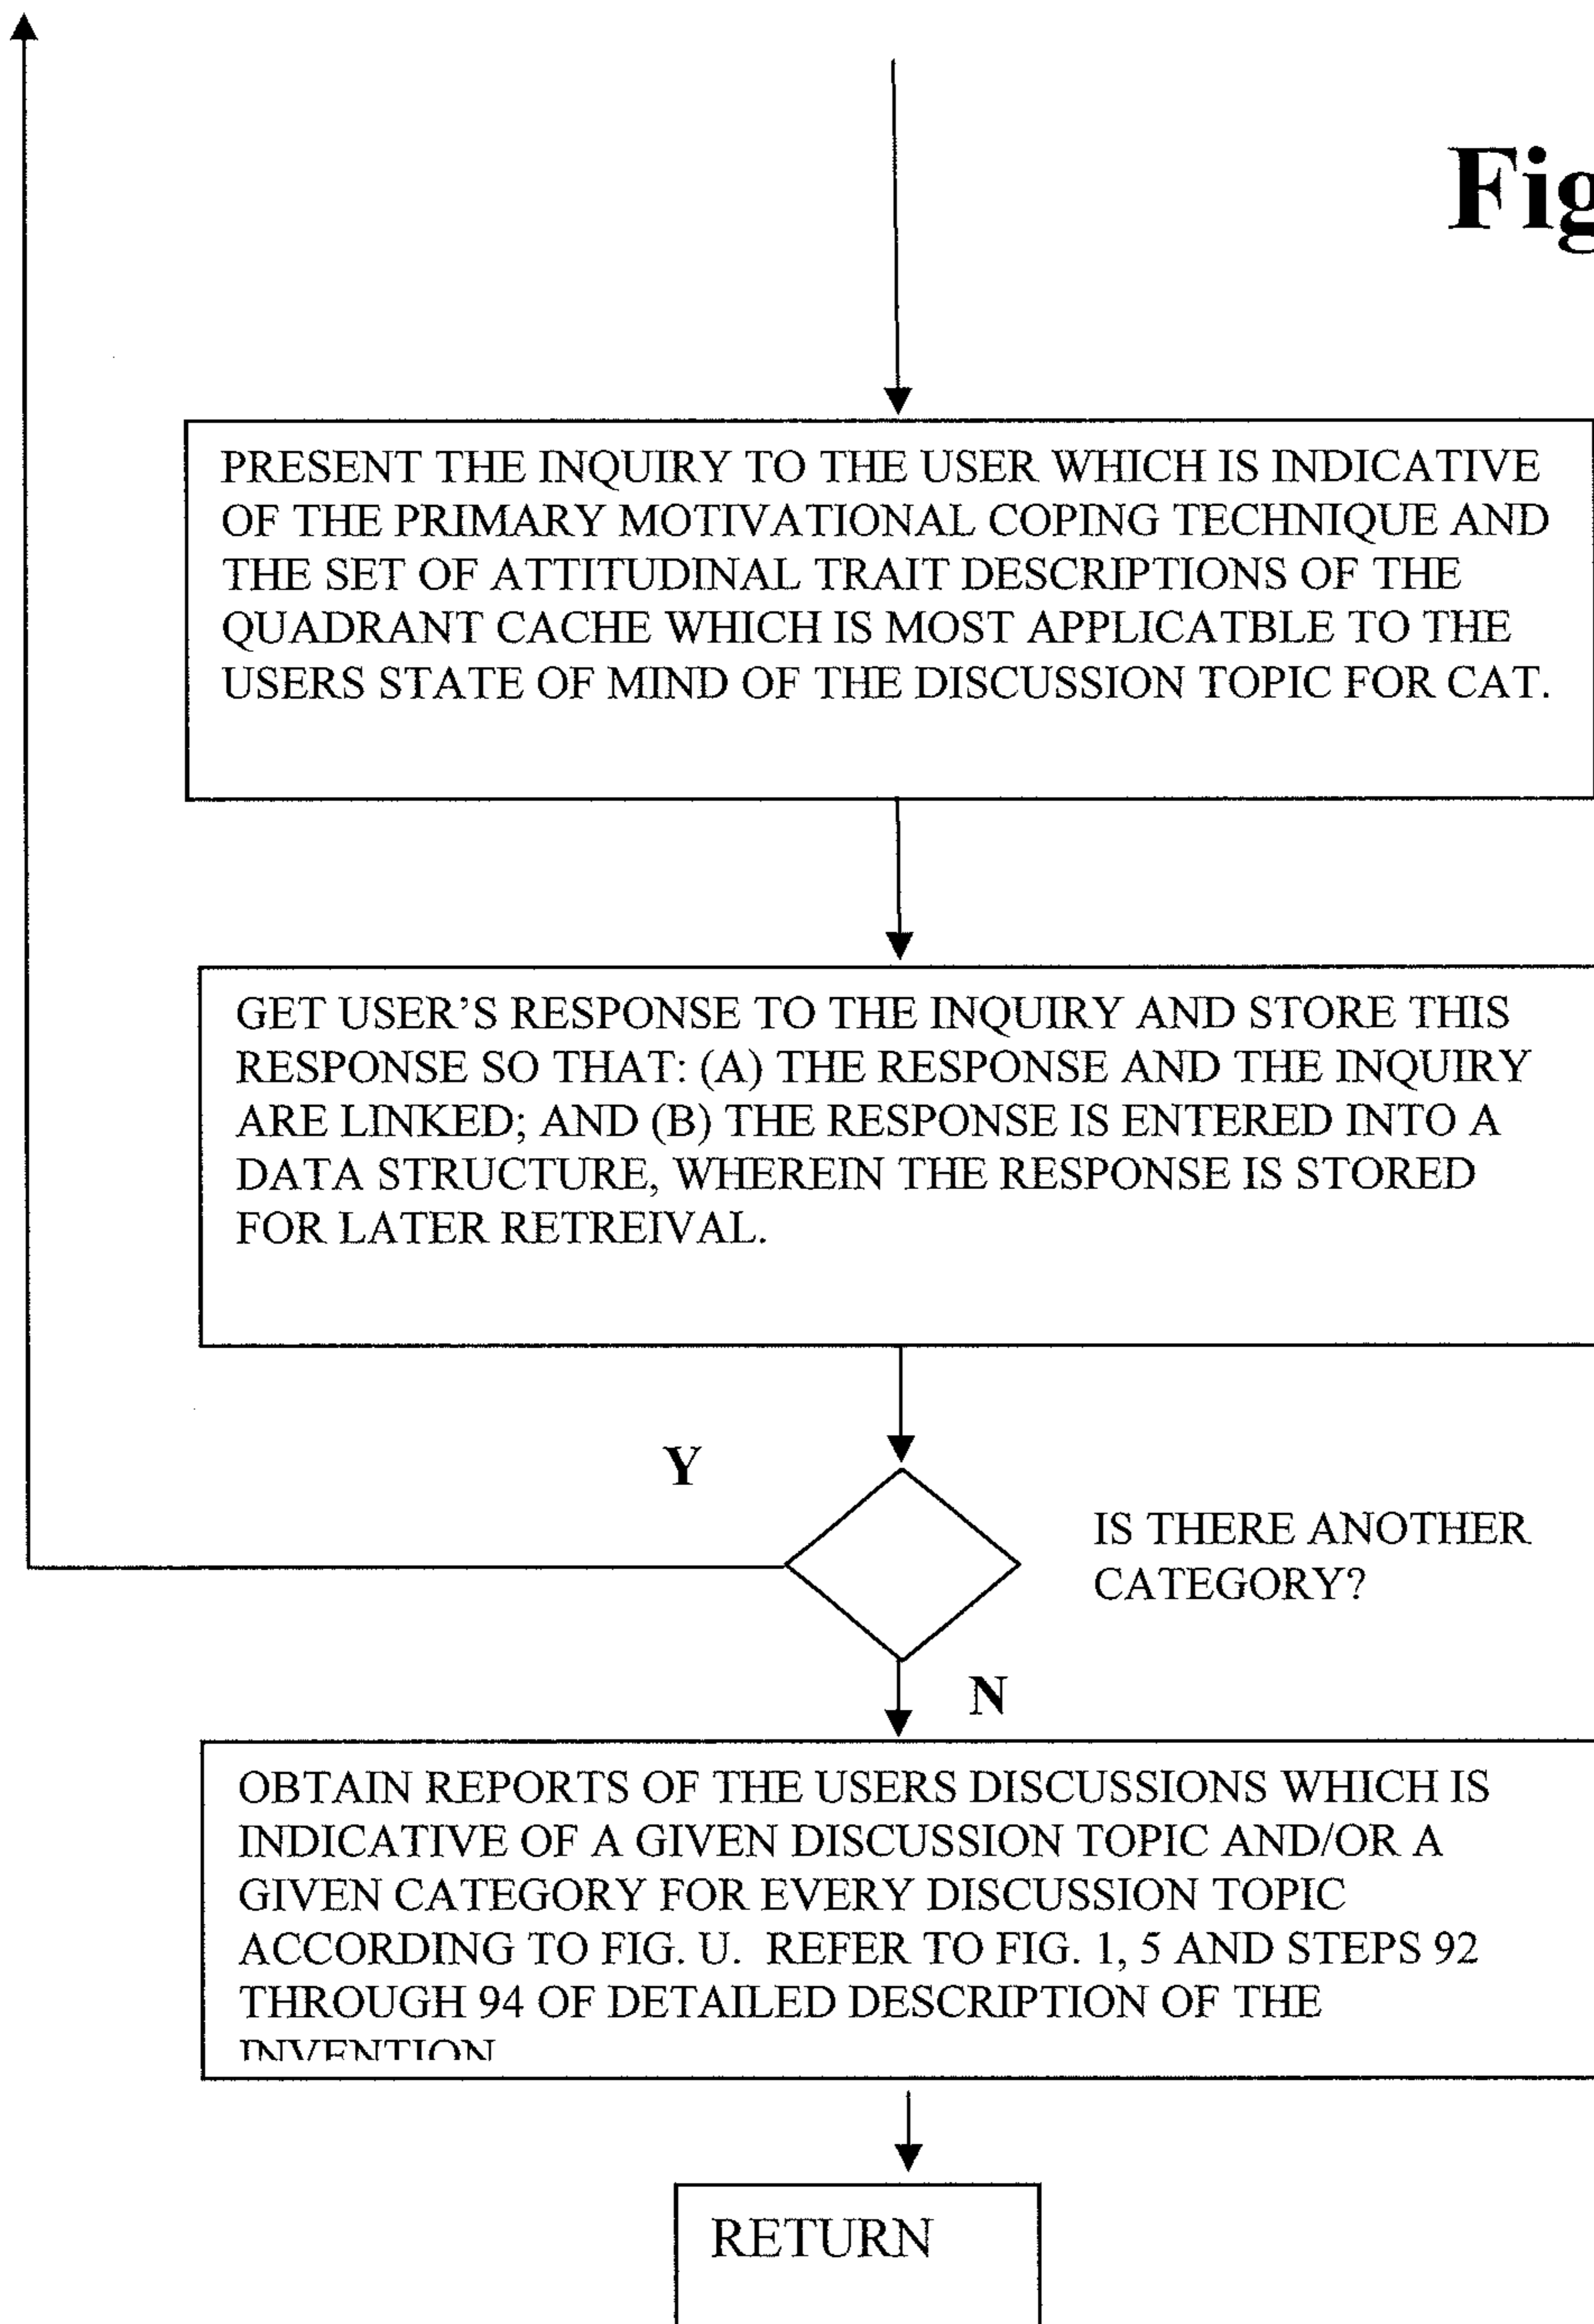 Fig
PRESENT THE INQUIRY TO THE USER WHICH IS INDICATIVE
OF THE PRIMARY MOTIVATIONAL COPING TECHNIQUE AND
THE SET OF ATTITUDINAL TRAIT DESCRIPTIONS OF THE
QUADRANT CACHE WHICH IS MOST APPLICATBLE TO THE
USERS STATE OF MIND OF THE DISCUSSION TOPIC FOR CAT.
GET USER’S RESPONSE TO THE INQUIRY AND STORE THIS
RESPONSE SO THAT: (A) THE RESPONSE AND THE INQUIRY
ARE LINKED; AND (B) THE RESPONSE IS ENTERED INTO A
DATA STRUCTURE, WHEREIN THE RESPONSE IS STORED
FOR LATER RETREIVAL.
Y
IS THERE ANOTHER
CATEGORY?
N
OBTAIN REPORTS OF THE USERS DISCUSSIONS WHICH IS
INDICATIVE OF A GIVEN DISCUSSION TOPIC AND/OR A
GIVEN CATEGORY FOR EVERY DISCUSSION TOPIC
ACCORDING TO FIG. U.  REFER TO FIG. 1, 5 AND STEPS 92
THROUGH 94 OF DETAILED DESCRIPTION OF THE
INVENTION
RETURN